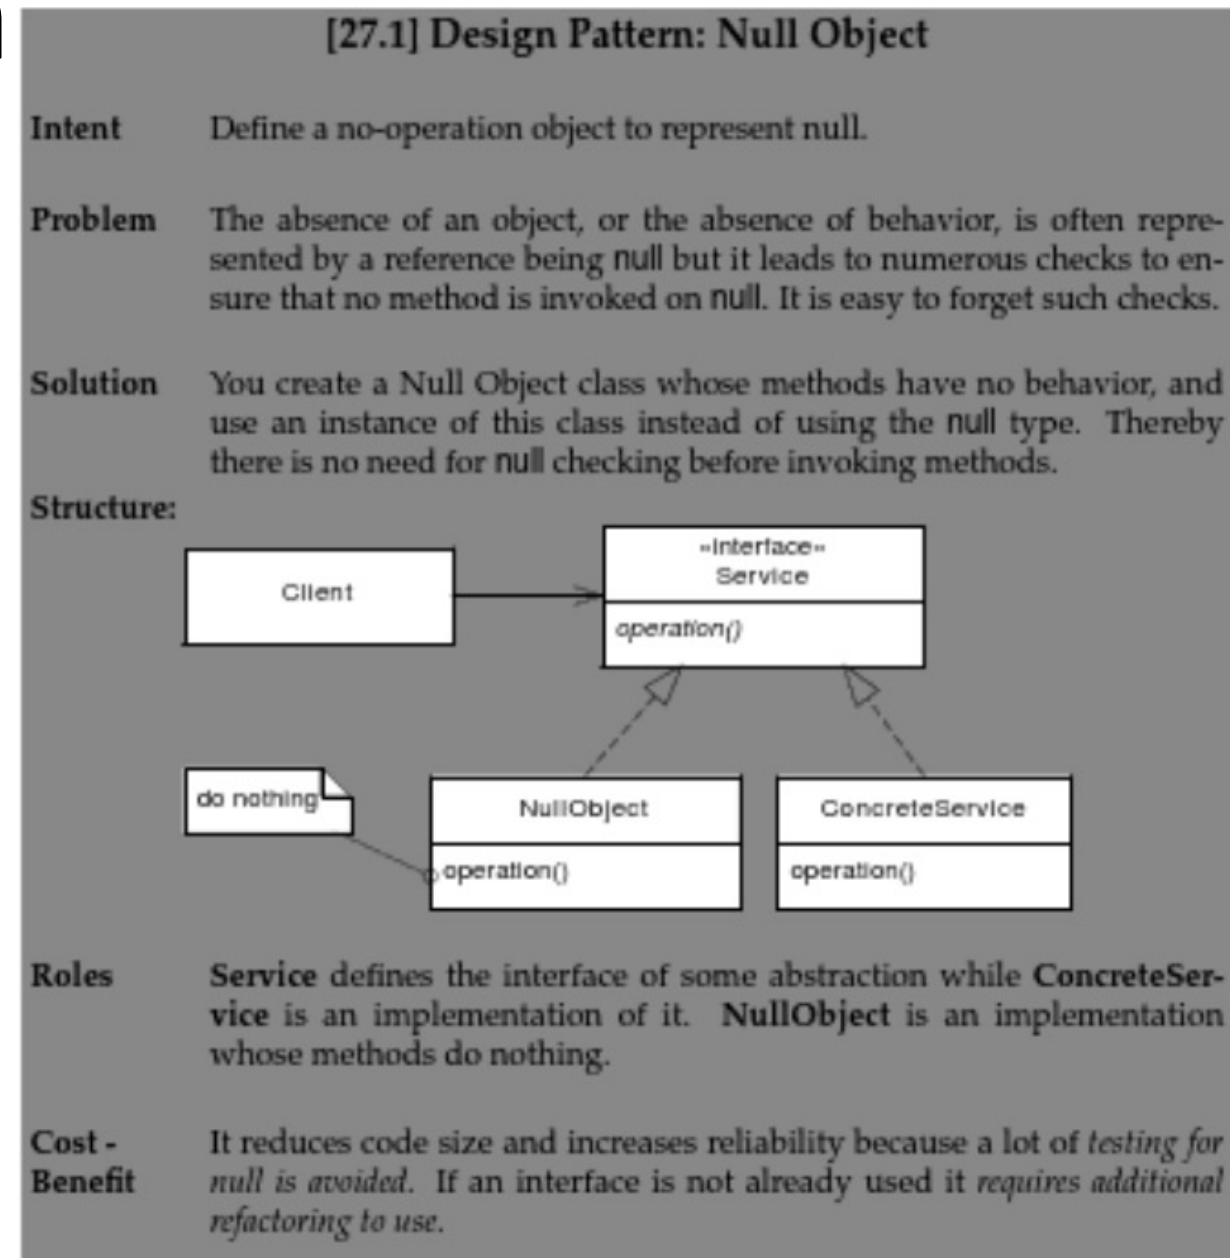 [27.1] Design Pattern: Null Object
Intent Define a no-operation object to represent null.
Problem The absence of an object, or the absence of behavior, is often repre-
sented by a reference being null but it leads to numerous checks to en-
sure that no method is invoked on null. It is easy to forget such checks.
Solution You create a Null Object class whose methods have no behavior, and
use an instance of this class instead of using the null type. Thereby
there is no need for null checking before invoking methods.
Structure:
«interface»
Client Service
operation()
do nothing NullObject ConcreteService
operation() operation()
Roles Service defines the interface of some abstraction while ConcreteSer-
vice is an implementation of it. NullObject is an implementation
whose methods do nothing.
Cost - It reduces code size and increases reliability because a lot of testing for
Benefit null is avoided. If an interface is not already used it requires additional
refactoring to use.